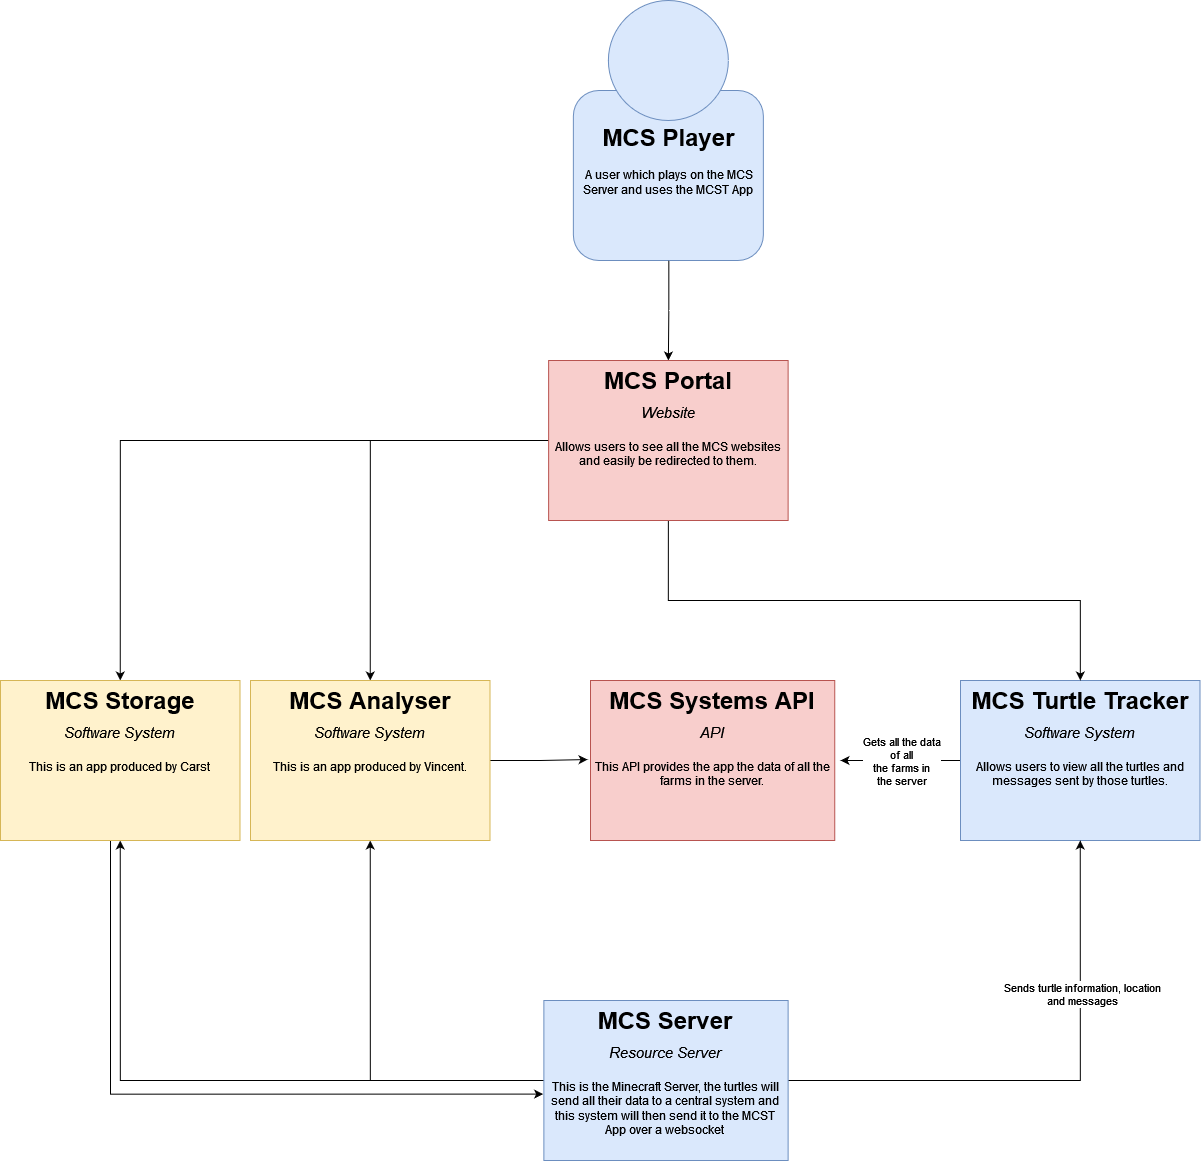 MCS Player
A user which plays on the MCS
Server and uses the MCST App
MCS Portal
Website
Allows users to see all the MCS websites
and easily be redirected to them.
MCS Storage
Software System
This is an app produced by Carst
MCS Analyser
Software System
This is an app produced by Vincent.
MCS Systems API
API
This API provides the app the data of all the
farms in the server.
Gets all the data
of all
the farms in
the server
MCS Turtle Tracker
Software System
Allows users to view all the turtles and
messages sent by those turtles.
Sends turtle information, location
and messages
MCS Server
Resource Server
This is the Minecraft Server, the turtles will
send all their data to a central system and
this system will then send it to the MCST
App over a websocket